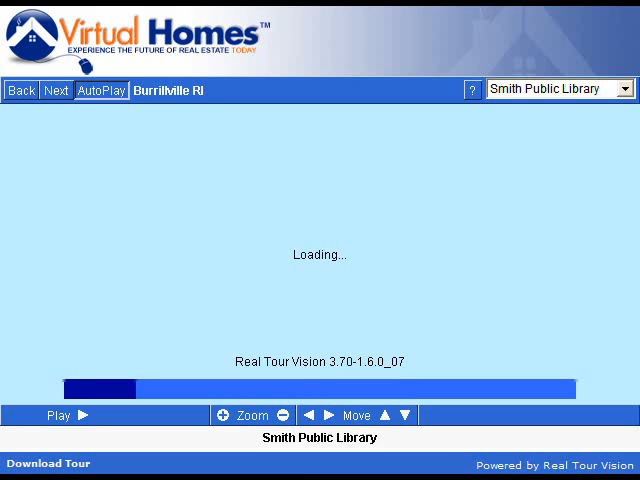 Virtual Homes™
EXPERIENCE THE FUTURE OF REAL ESTATE TODAY
Back Next AutoPlay Burrillville RI ? Smith Public Library
Loading...
Real Tour Vision 3.70-1.6.0_07
Play Zoom Move
Smith Public Library
Download Tour Powered by Real Tour Vision